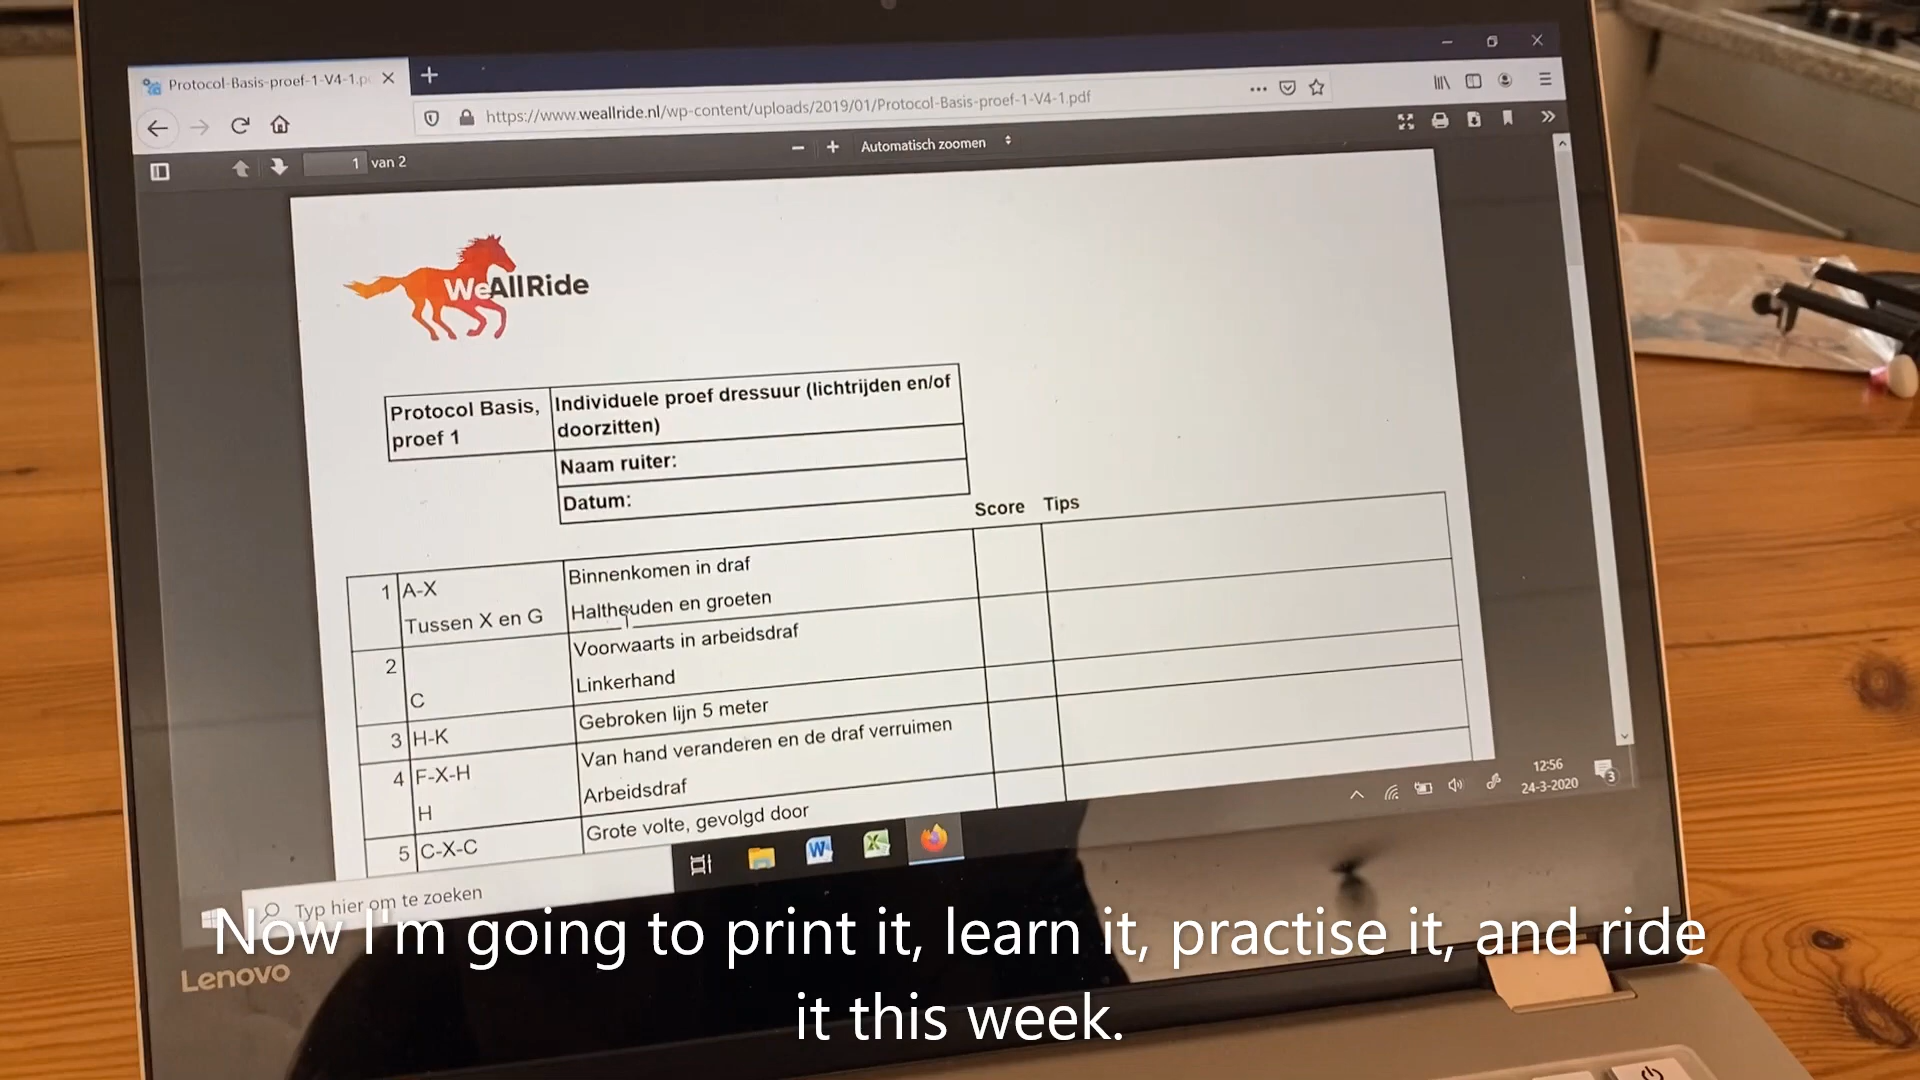 Protocol-Basis-proef-1-V4-1.p
https://www.weallride.nl/wp-content/uploads/2019/01/Protocol-Basis-proef-1-V4-1.pdf
1 van 2
Automatisch zoomen
WeAllRide
Protocol Basis, proef 1
Individuele proef dressuur (lichtrijden en/of
doorzitten)
Naam ruiter:
Datum:
Score Tips
1 A-X Binnenkomen in draf
Tussen X en G Halthouden en groeten
2 Voorwaarts in arbeidsdraf
C Linkerhand
3 H-K Gebroken lijn 5 meter
4 F-X-H Van hand veranderen en de draf verruimen
H Arbeidsdraf
5 C-X-C Grote volte, gevolgd door
12:56
24-3-2020
3
Typ hier om te zoeken
Lenovo
Now I'm going to print it, learn it, practise it, and ride
it this week.